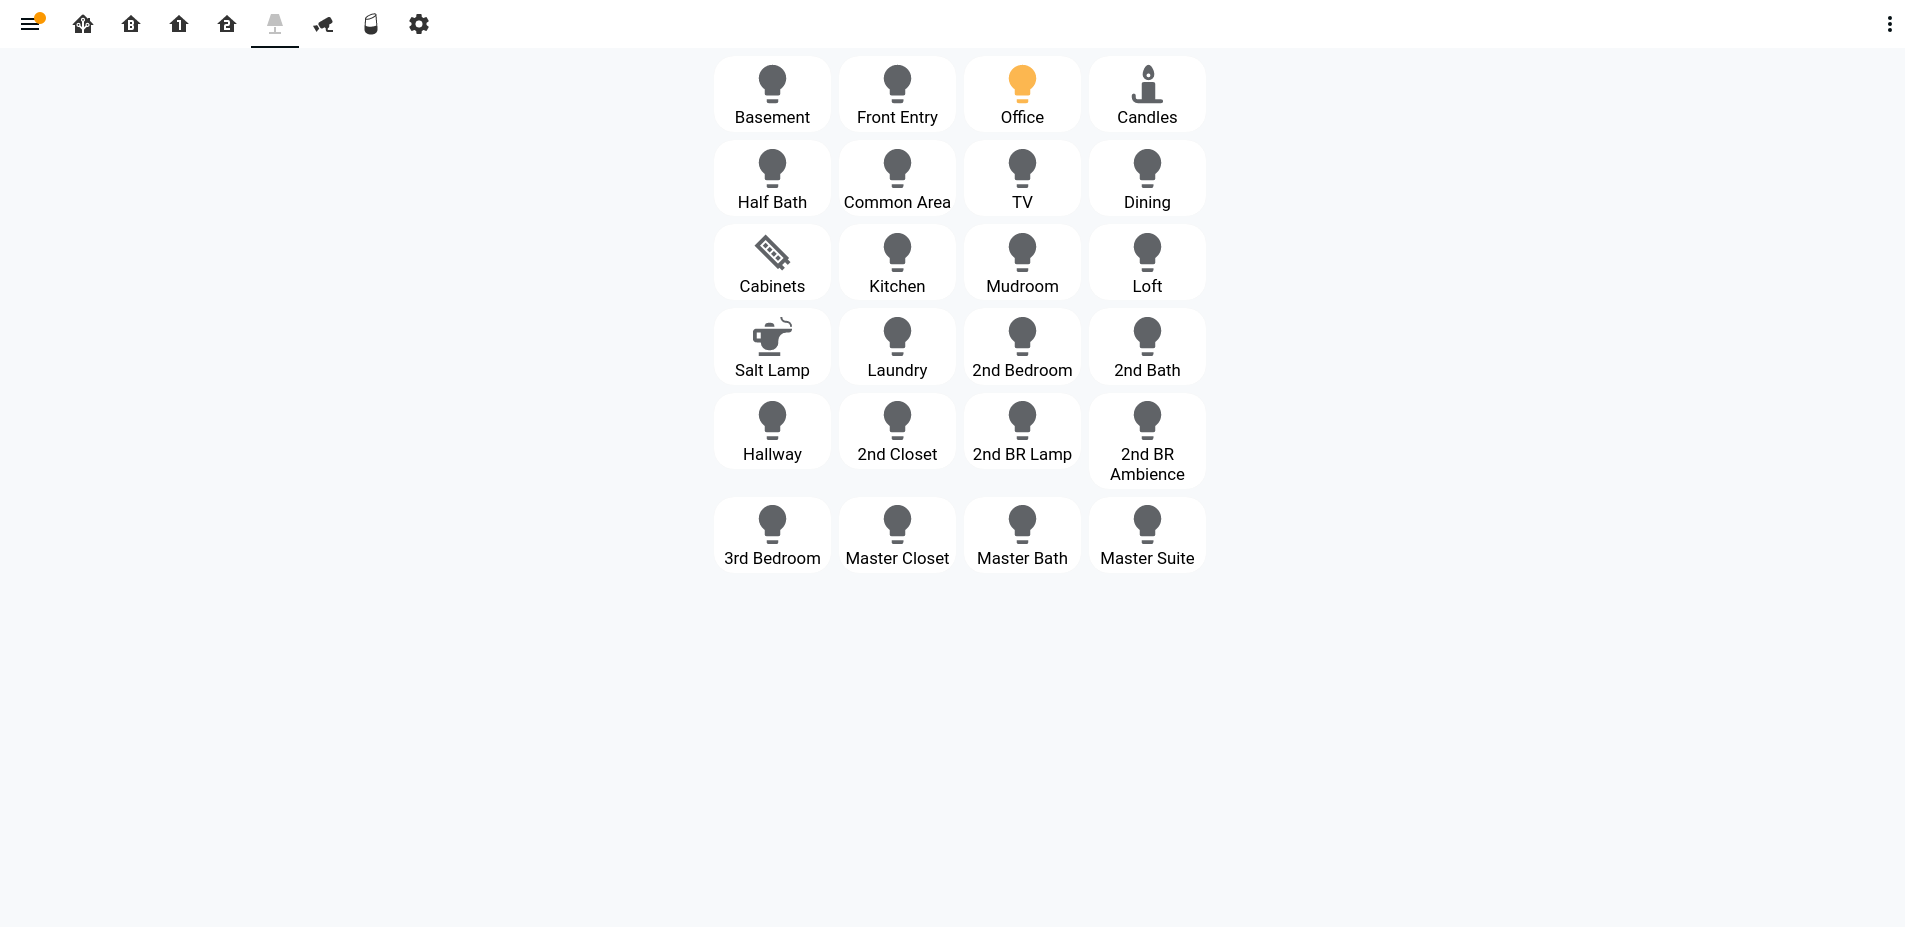 B
1
2
Basement
Front Entry
Office
Candles
Half Bath
Common Area
TV
Dining
Cabinets
Kitchen
Mudroom
Loft
Salt Lamp
Laundry
2nd Bedroom
2nd Bath
Hallway
2nd Closet
2nd BR Lamp
2nd BR
Ambience
3rd Bedroom
Master Closet
Master Bath
Master Suite